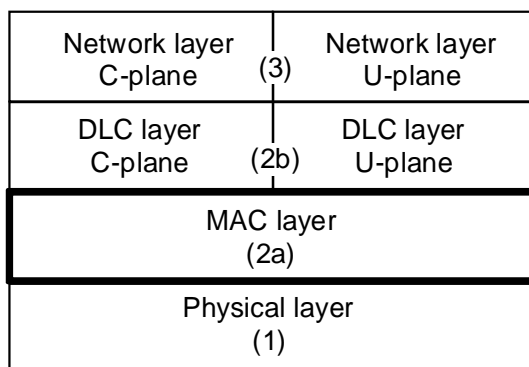 Network layer
C-plane
(3)
Network layer
U-plane
DLC layer
C-plane
(2b)
DLC layer
U-plane
MAC layer
(2a)
Physical layer
(1)